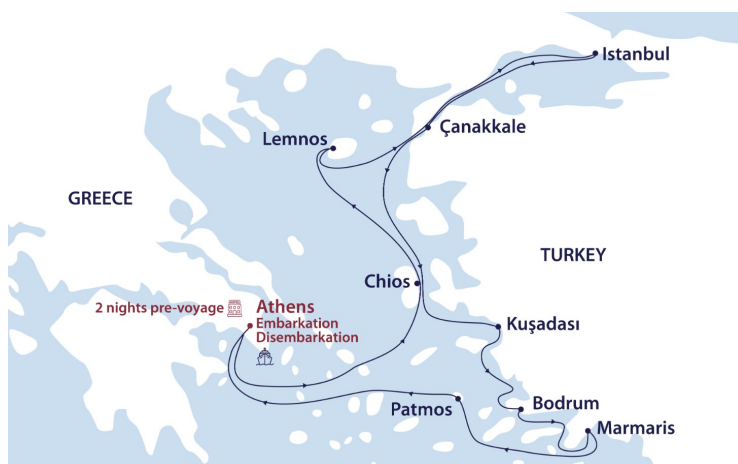 Istanbul
Çanakkale
Lemnos
GREECE
TURKEY
Chios
2 nights pre-voyage
Athens
Embarkation
Disembarkation
Kuşadası
Patmos
Bodrum
Marmaris